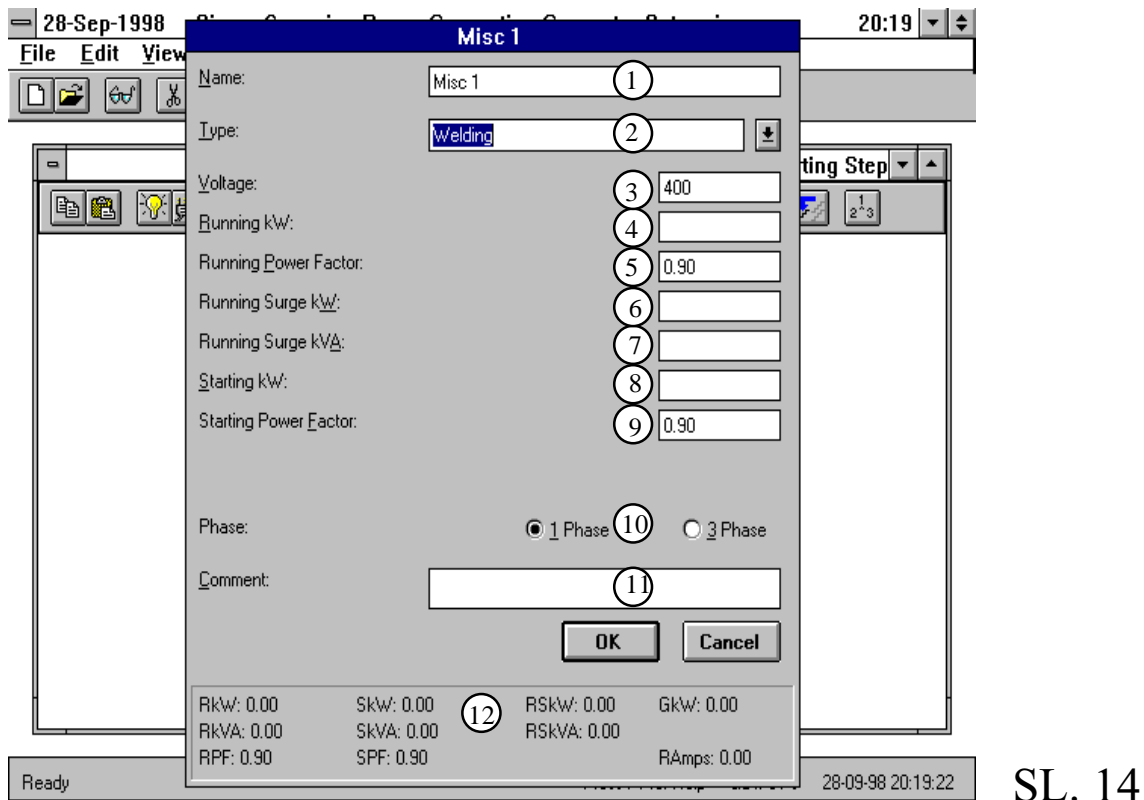 28-Sep-1998 20:19
File Edit View
Misc 1
Name: Misc 1 1
Type: Welding 2
ting Step
Voltage: 3 400
Running kW: 4
Running Power Factor: 5 0.90
Running Surge kW: 6
Running Surge kVA: 7
Starting kW: 8
Starting Power Factor: 9 0.90
Phase: 1 Phase 10 3 Phase
Comment: 11
OK Cancel
RkW: 0.00 SkW: 0.00 12 RSkW: 0.00 GkW: 0.00
RkVA: 0.00 SkVA: 0.00 RSkVA: 0.00
RPF: 0.90 SPF: 0.90 RAmps: 0.00
Ready 28-09-98 20:19:22
SL. 14